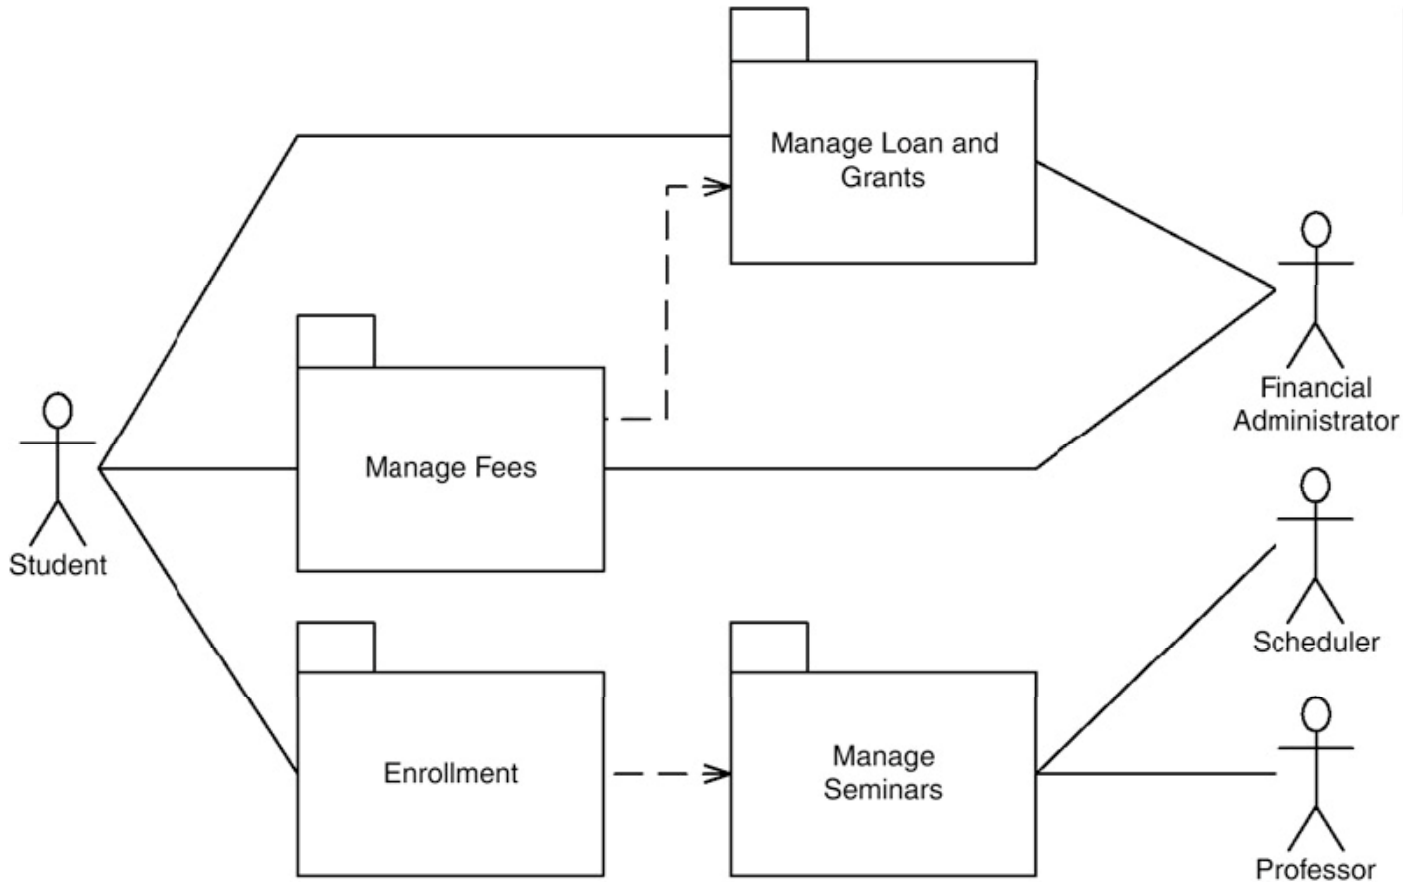 Manage Loan and
Grants
Financial
Administrator
Manage Fees
Student
Scheduler
Enrollment
Manage
Seminars
Professor